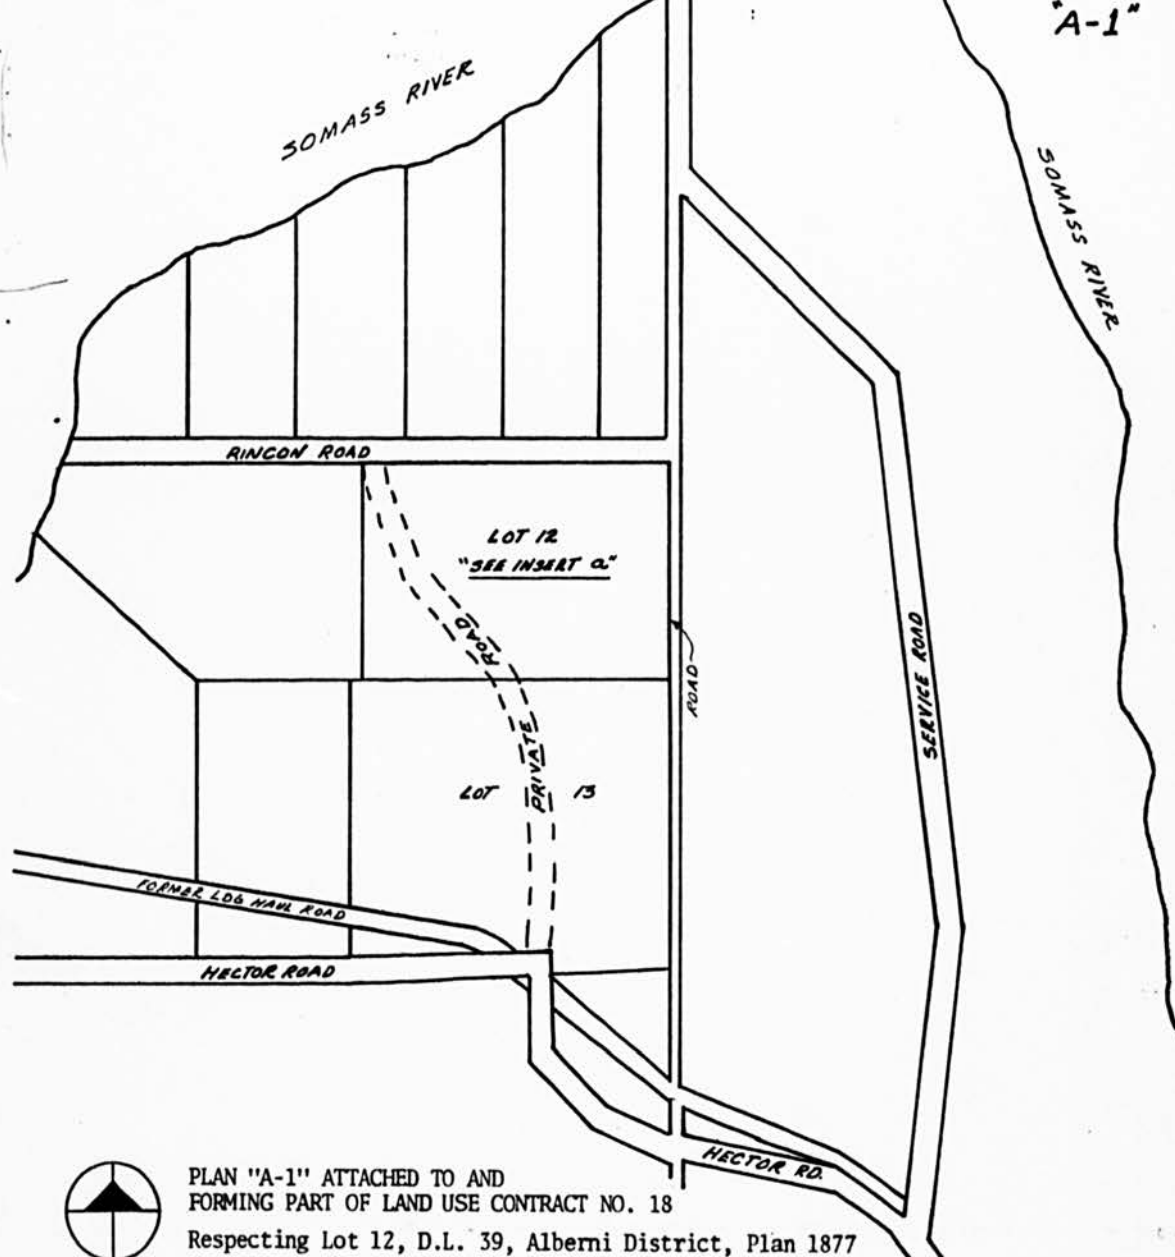 "A-1"
SOMASS RIVER
SOMASS RIVER
RINCON ROAD
LOT 12
"SEE INSERT a"
PRIVATE ROAD
ROAD
SERVICE ROAD
LOT 13
FORMER LOG HAUL ROAD
HECTOR ROAD
HECTOR RD.
PLAN "A-1" ATTACHED TO AND
FORMING PART OF LAND USE CONTRACT NO. 18
Respecting Lot 12, D.L. 39, Alberni District, Plan 1877